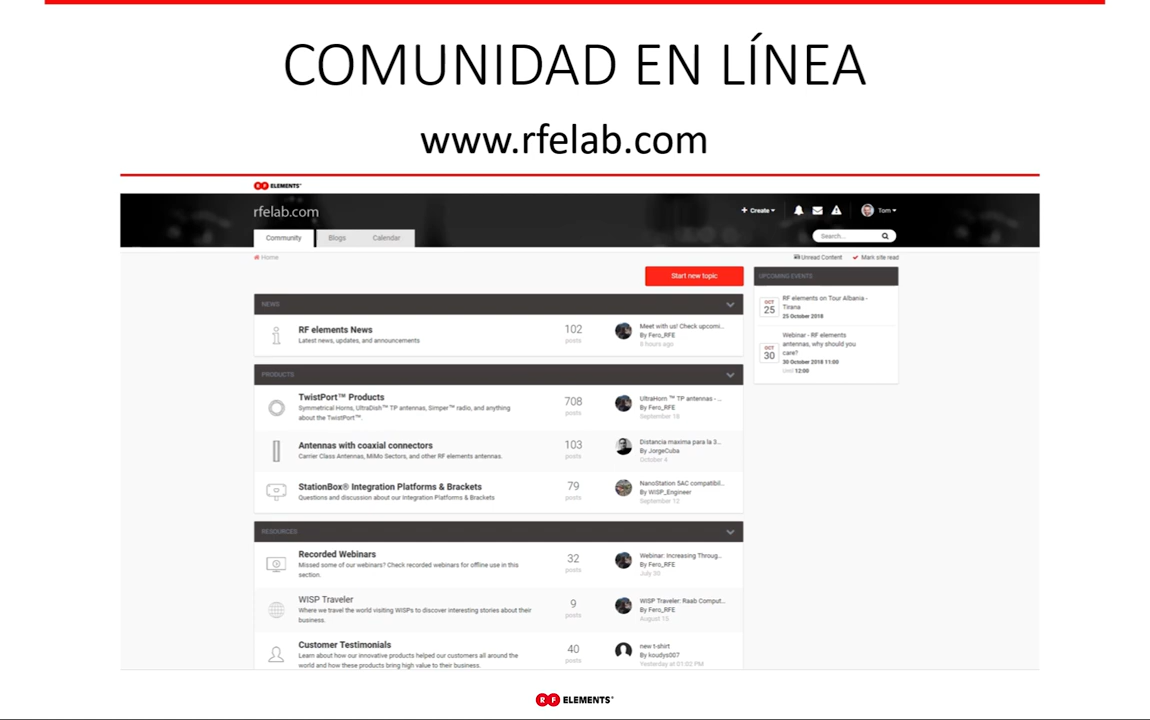 COMUNIDAD EN LÍNEA
www.rfelab.com
RF ELEMENTS™
rfelab.com
+ Create
Tom
Community
Blogs
Calendar
Search...
Home
Unread Content
Mark site read
Start new topic
NEWS
RF elements News
Latest news, updates, and announcements
102
posts
Meet with us! Check upcomi...
By Fero_RFE
8 hours ago
PRODUCTS
TwistPort™ Products
Symmetrical Horns, UltraDish™ TP antennas, Simper™ radio, and anything
about the TwistPort™.
708
posts
UltraHorn ™ TP antennas - ...
By Fero_RFE
September 18
Antennas with coaxial connectors
Carrier Class Antennas, MiMo Sectors, and other RF elements antennas.
103
posts
Distancia maxima para la 3...
By JorgeCuba
October 4
StationBox® Integration Platforms & Brackets
Questions and discussion about our Integration Platforms & Brackets
79
posts
NanoStation 5AC compatibil...
By WISP_Engineer
September 12
RESOURCES
Recorded Webinars
Missed some of our webinars? Check recorded webinars for offline use in this
section.
32
posts
Webinar: Increasing Throug...
By Fero_RFE
July 30
WISP Traveler
Where we travel the world visiting WISPs to discover interesting stories about their
business.
9
posts
WISP Traveler: Raab Comput...
By Fero_RFE
August 15
Customer Testimonials
Learn about how our innovative products helped our customers all around the
world and how these products bring high value to their business.
40
posts
new t-shirt
By koudys007
Yesterday at 01:02 PM
UPCOMING EVENTS
OCT
25
RF elements on Tour Albania -
Tirana
25 October 2018
OCT
30
Webinar - RF elements
antennas, why should you
care?
30 October 2018 11:00
Until 12:00
RF ELEMENTS®